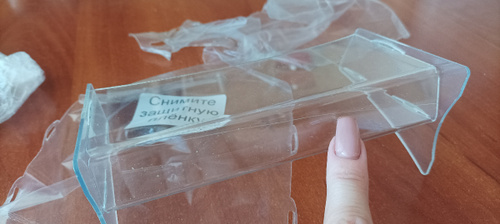 Снимите
защитную
плёнку